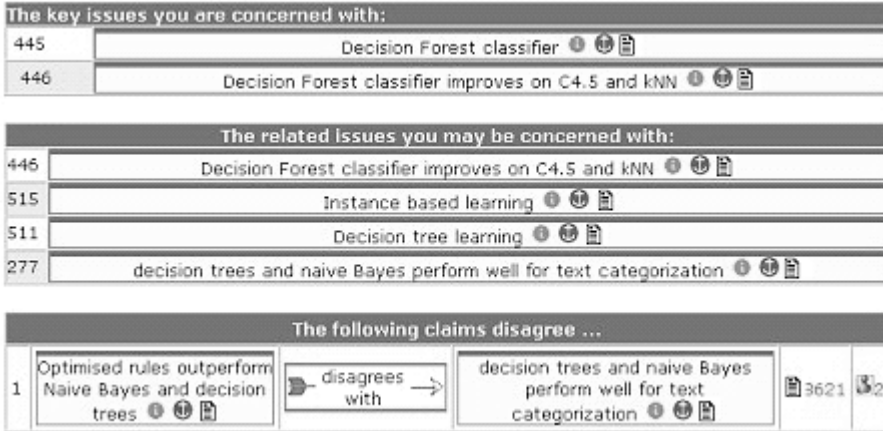 The key issues you are concerned with:
445 Decision Forest classifier
446 Decision Forest classifier improves on C4.5 and kNN
The related issues you may be concerned with:
446 Decision Forest classifier improves on C4.5 and kNN
515 Instance based learning
511 Decision tree learning
277 decision trees and naive Bayes perform well for text categorization
The following claims disagree ...
1
Optimised rules outperform
Naive Bayes and decision
trees
disagrees
with
decision trees and naive Bayes
perform well for text
categorization
3621
2